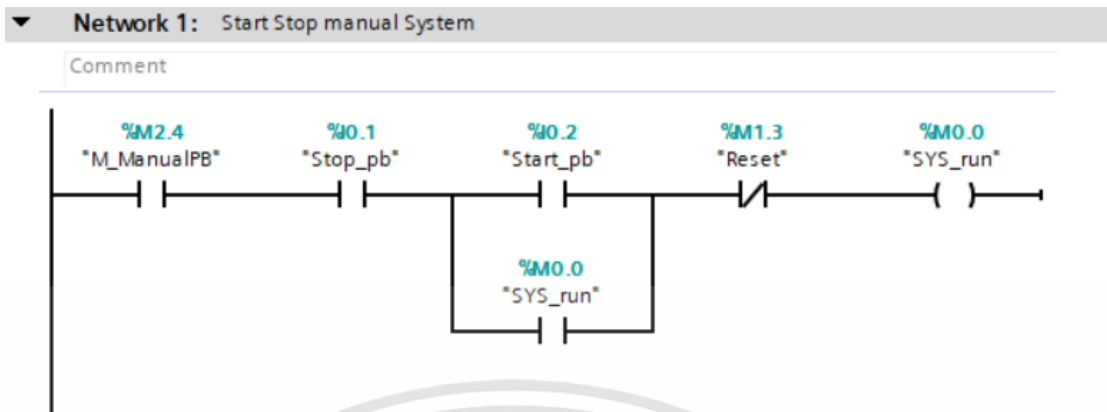 Network 1: Start Stop manual System
Comment
%M2.4 %I0.1 %I0.2 %M1.3 %M0.0
"M_ManualPB" "Stop_pb" "Start_pb" "Reset" "SYS_run"
%M0.0
"SYS_run"